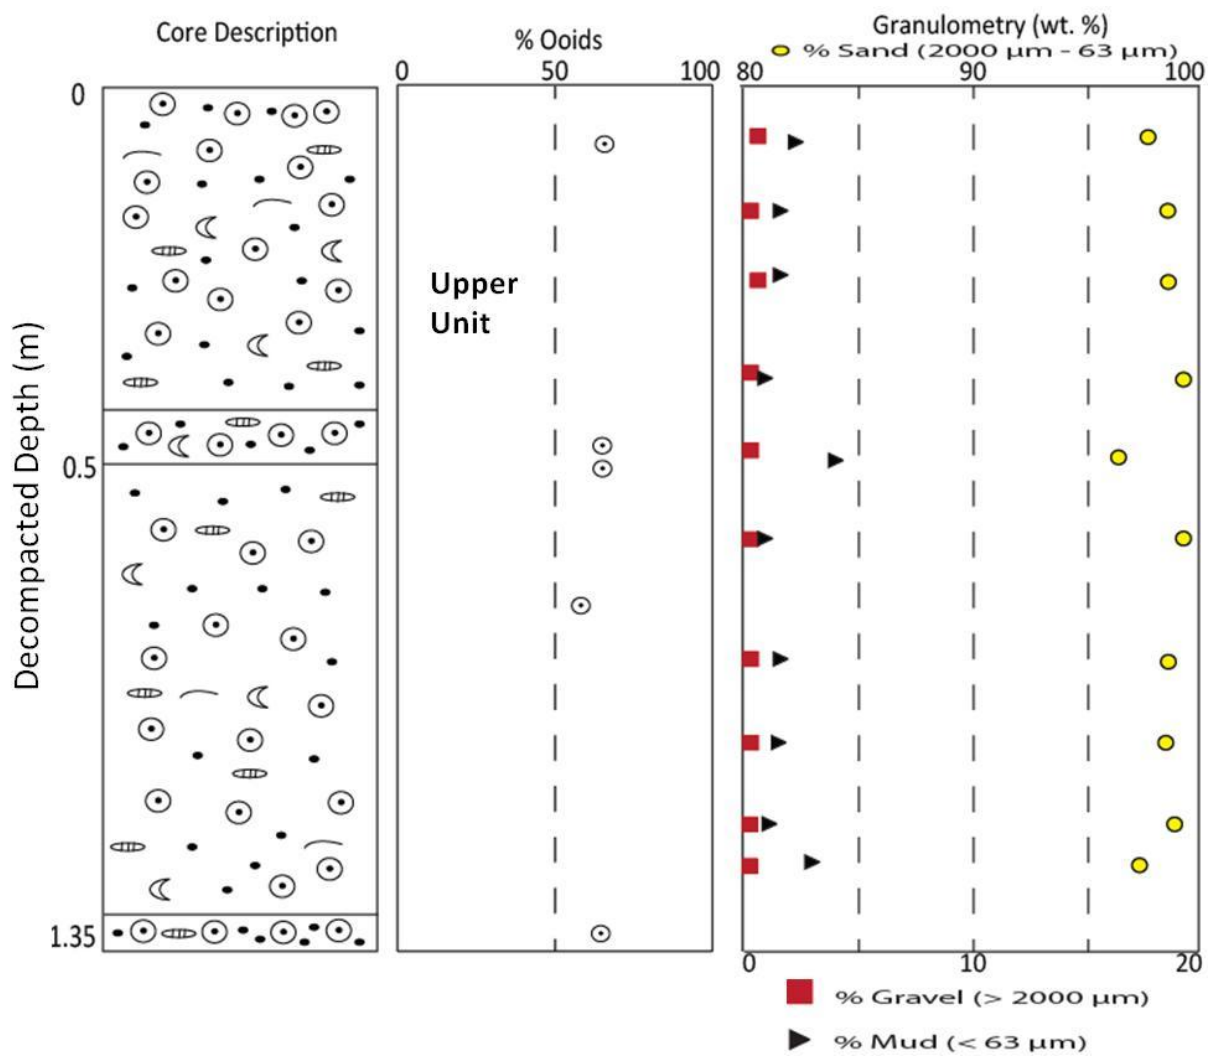 Core Description
% Ooids
Granulometry (wt. %)
% Sand (2000 µm - 63 µm)
0 50 100
80 90 100
0
0.5
1.35
Decompacted Depth (m)
Upper
Unit
0 10 20
% Gravel (> 2000 µm)
% Mud (< 63 µm)